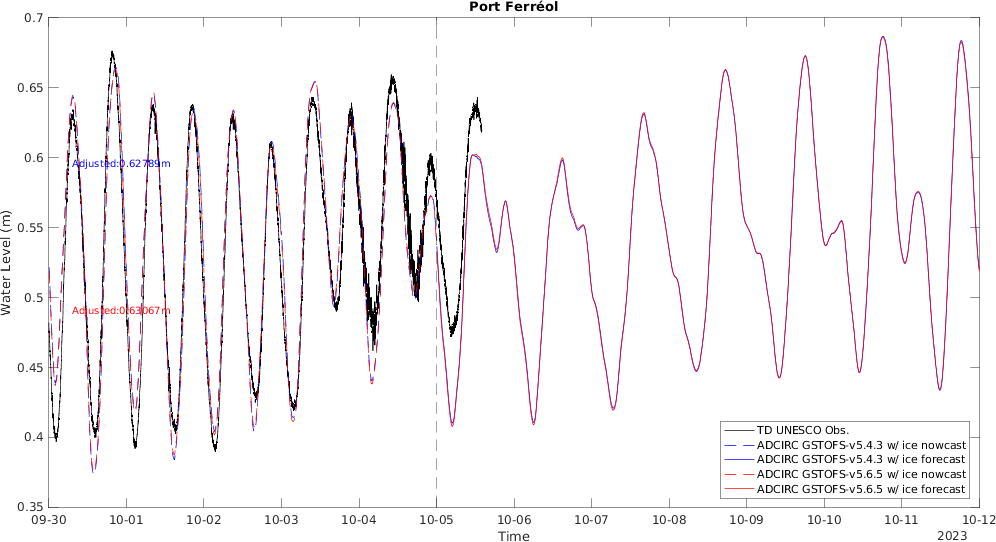 Port Ferréol
0.7
0.65
0.6
0.55
0.5
0.45
0.4
0.35
Water Level (m)
Adjusted:0.62789m
Adjusted:0.63067m
TD UNESCO Obs.
ADCIRC GSTOFS-v5.4.3 w/ ice nowcast
ADCIRC GSTOFS-v5.4.3 w/ ice forecast
ADCIRC GSTOFS-v5.6.5 w/ ice nowcast
ADCIRC GSTOFS-v5.6.5 w/ ice forecast
09-30 10-01 10-02 10-03 10-04 10-05 10-06 10-07 10-08 10-09 10-10 10-11 10-12
Time
2023